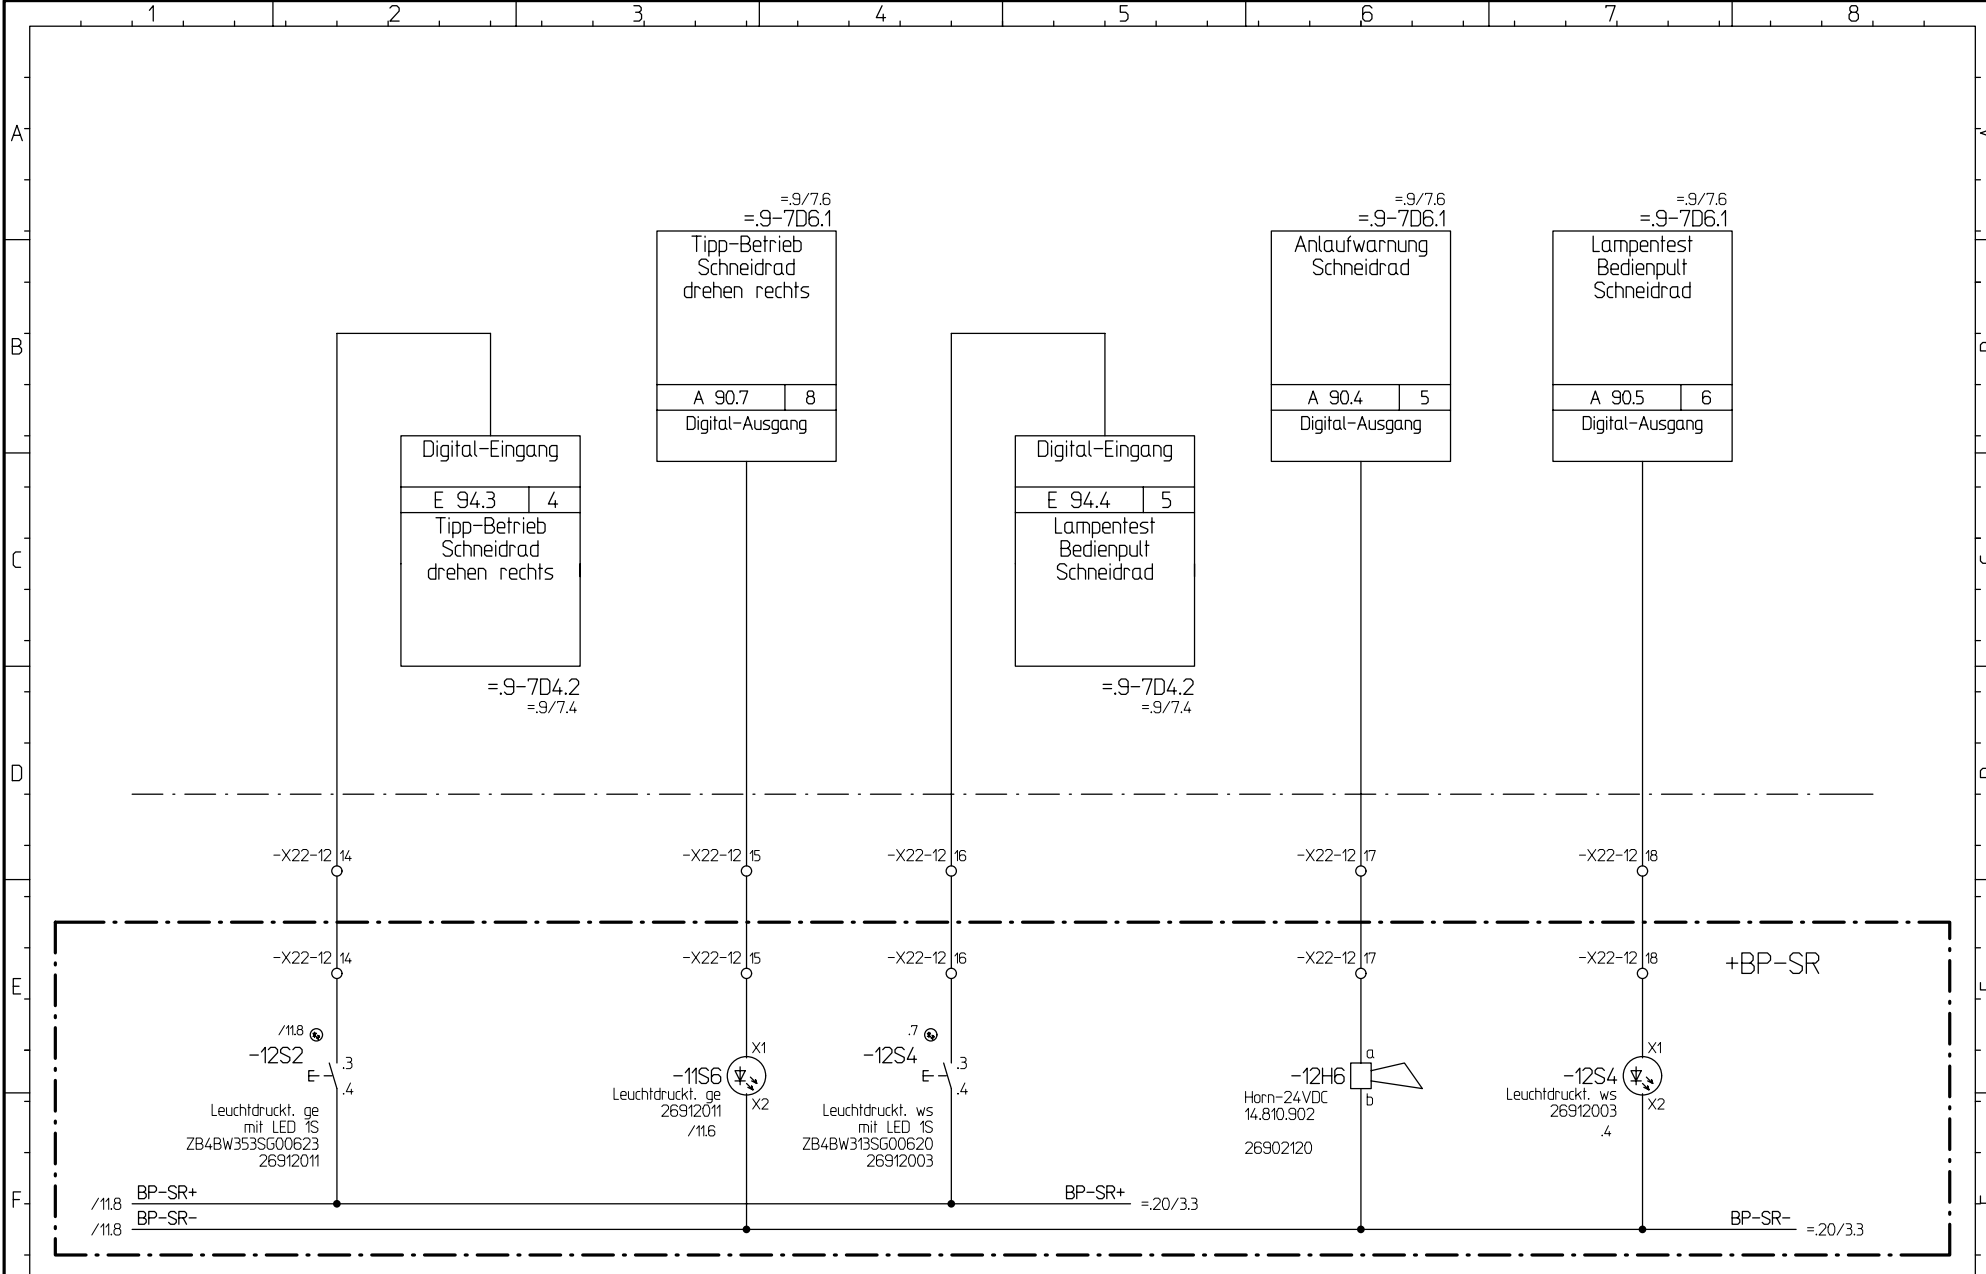 1 2 3 4 5 6 7 8
A
=.9/7.6
=.9-7D6.1
Tipp-Betrieb
Schneidrad
drehen rechts
A 90.7 8
Digital-Ausgang
=.9/7.6
=.9-7D6.1
Anlaufwarnung
Schneidrad
A 90.4 5
Digital-Ausgang
=.9/7.6
=.9-7D6.1
Lampentest
Bedienpult
Schneidrad
A 90.5 6
Digital-Ausgang
B
Digital-Eingang
E 94.3 4
Tipp-Betrieb
Schneidrad
drehen rechts
=.9-7D4.2
=.9/7.4
Digital-Eingang
E 94.4 5
Lampentest
Bedienpult
Schneidrad
=.9-7D4.2
=.9/7.4
C
D
-X22-12 14
-X22-12 15
-X22-12 16
-X22-12 17
-X22-12 18
-X22-12 14
-X22-12 15
-X22-12 16
-X22-12 17
-X22-12 18
+BP-SR
E
/11.8
-12S2
.3
.4
Leuchtdruckt. ge
mit LED 1S
ZB4BW353SG00623
26912011
X1
-11S6
Leuchtdruckt. ge
26912011
X2
/11.6
.7
-12S4
.3
.4
Leuchtdruckt. ws
mit LED 1S
ZB4BW313SG00620
26912003
a
-12H6
b
Horn-24VDC
14.810.902
26902120
X1
-12S4
Leuchtdruckt. ws
26912003
X2
.4
F
/11.8 BP-SR+ BP-SR+ =.20/3.3
/11.8 BP-SR- BP-SR- =.20/3.3